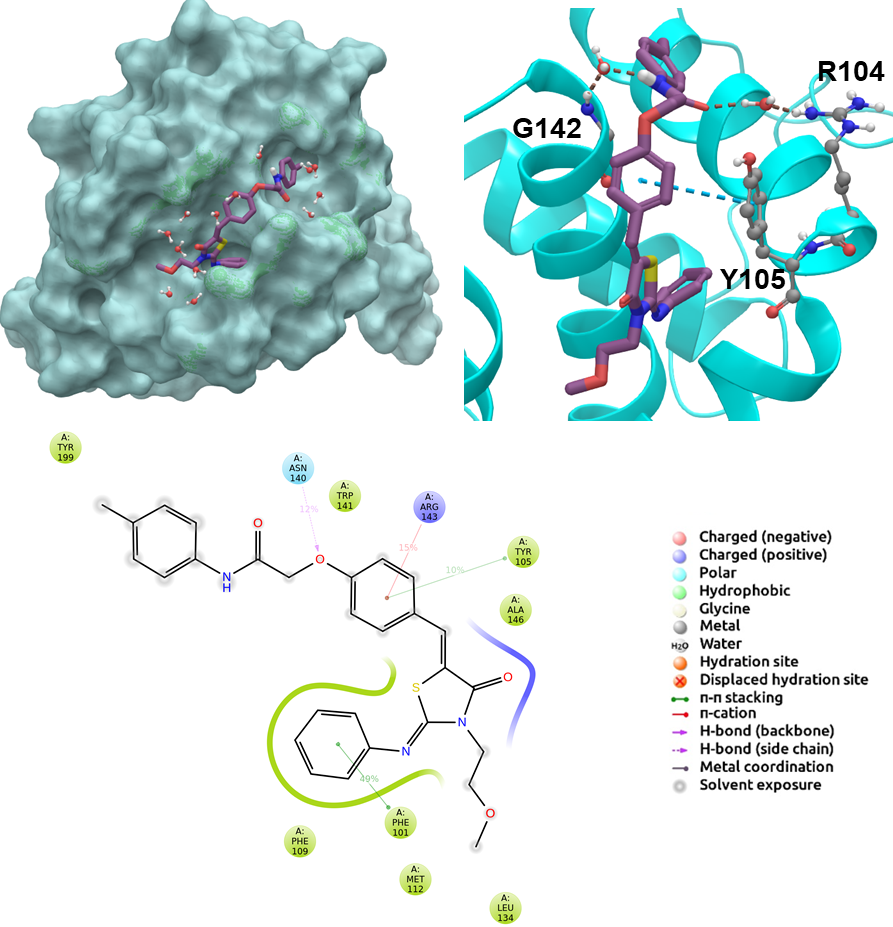 R104
G142
Y105
A:
TYR
199
A:
ASN
140
A:
TRP
141
A:
ARG
143
12%
15%
A:
TYR
105
10%
O
O
N
H
A:
ALA
146
S
O
N
N
49%
A:
PHE
101
O
A:
PHE
109
A:
MET
112
A:
LEU
134
Charged (negative)
Charged (positive)
Polar
Hydrophobic
Glycine
Metal
H₂O Water
Hydration site
Displaced hydration site
π-π stacking
π-cation
H-bond (backbone)
H-bond (side chain)
Metal coordination
Solvent exposure